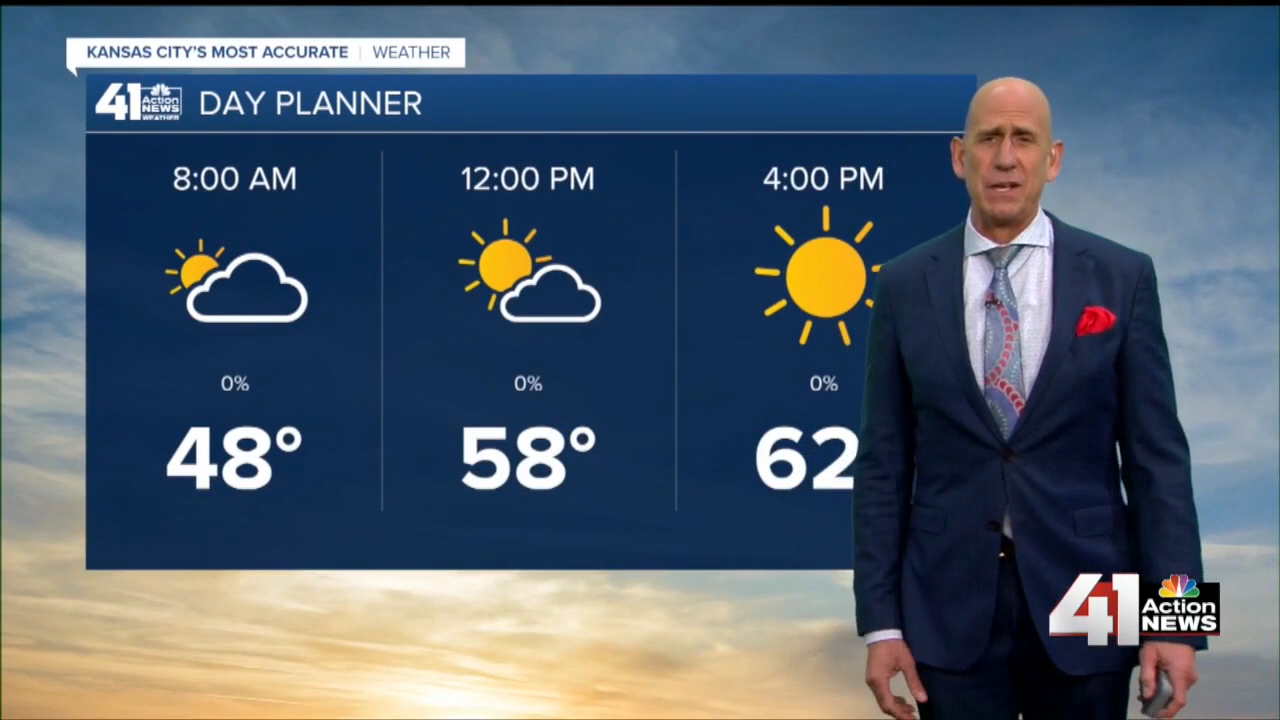 KANSAS CITY'S MOST ACCURATE | WEATHER
41 Action NEWS WEATHER DAY PLANNER
8:00 AM 12:00 PM 4:00 PM
0% 0% 0%
48° 58° 62
41 Action NEWS